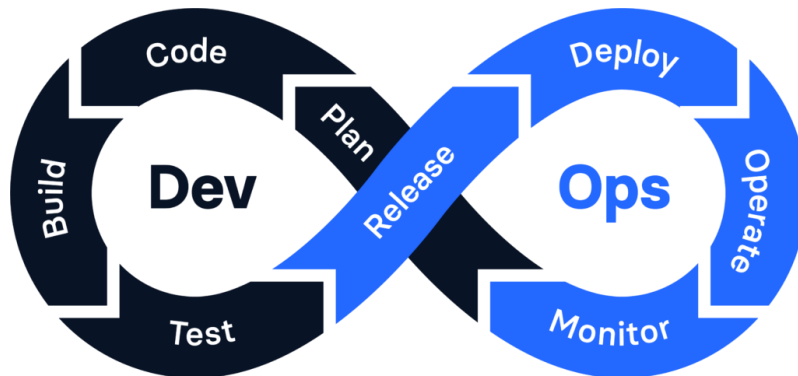 Plan
Code
Build
Test
Release
Deploy
Operate
Monitor
Dev
Ops